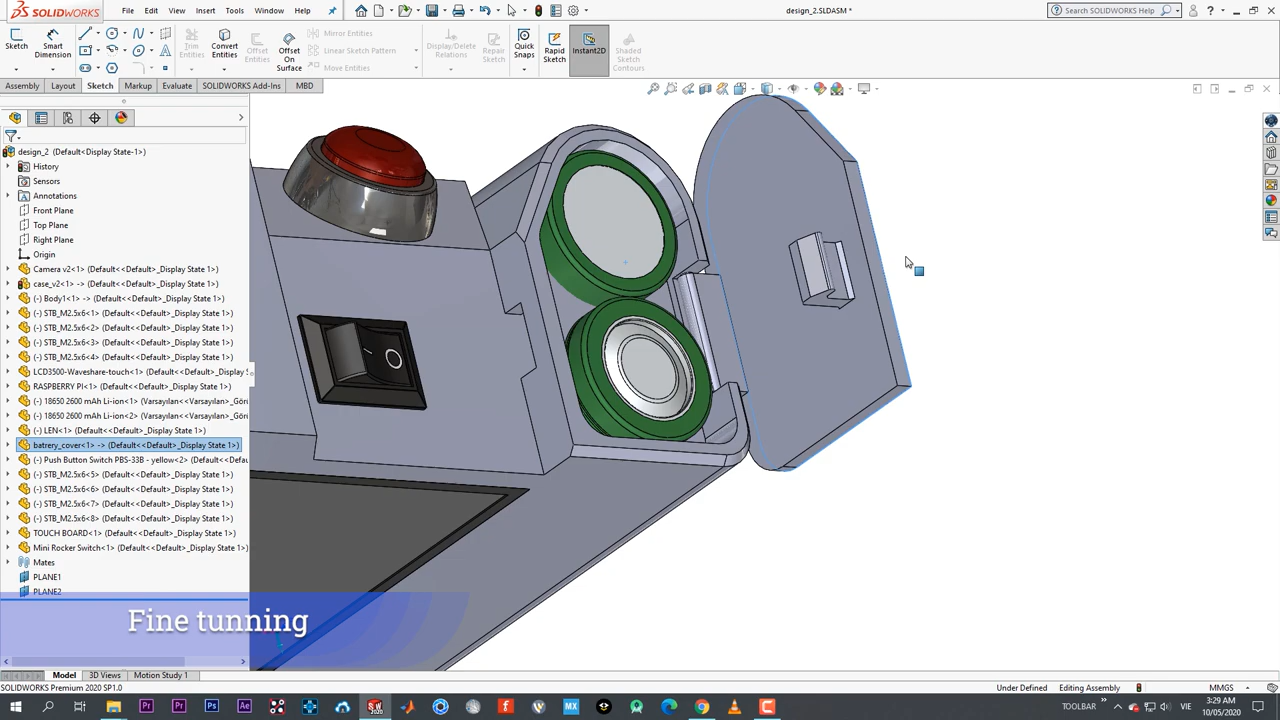 SOLIDWORKS File Edit View Insert Tools Window Help design_2.SLDASM * Search SOLIDWORKS Help
Sketch Smart Dimension Trim Entities Convert Entities Offset Entities Offset On Surface Mirror Entities Linear Sketch Pattern Move Entities Display/Delete Relations Repair Sketch Quick Snaps Rapid Sketch Instant2D Shaded Sketch Contours
Assembly Layout Sketch Markup Evaluate SOLIDWORKS Add-Ins MBD
design_2 (Default<Display State-1>)
History
Sensors
Annotations
Front Plane
Top Plane
Right Plane
Origin
Camera v2<1> (Default<<Default>_Display State 1>)
case_v2<1> -> (Default<<Default>_Display State 1>)
(-) Body1<1> -> (Default<<Default>_Display State 1>)
(-) STB_M2.5x6<1> (Default<<Default>_Display State 1>)
(-) STB_M2.5x6<2> (Default<<Default>_Display State 1>)
(-) STB_M2.5x6<3> (Default<<Default>_Display State 1>)
(-) STB_M2.5x6<4> (Default<<Default>_Display State 1>)
LCD3500-Waveshare-touch<1> (Default<<Default>_Display S
RASPBERRY PI<1> (Default<<Default>_Display State 1>)
(-) 18650 2600 mAh Li-ion<1> (Varsayılan<<Varsayılan>_Gör
(-) 18650 2600 mAh Li-ion<2> (Varsayılan<<Varsayılan>_Gör
(-) LEN<1> (Default<<Default>_Display State 1>)
batrery_cover<1> -> (Default<<Default>_Display State 1>)
(-) Push Button Switch PBS-33B - yellow<2> (Default<<Defau
(-) STB_M2.5x6<5> (Default<<Default>_Display State 1>)
(-) STB_M2.5x6<6> (Default<<Default>_Display State 1>)
(-) STB_M2.5x6<7> (Default<<Default>_Display State 1>)
(-) STB_M2.5x6<8> (Default<<Default>_Display State 1>)
TOUCH BOARD<1> (Default<<Default>_Display State 1>)
Mini Rocker Switch<1> (Default<<Default>_Display State 1>)
Mates
PLANE1
PLANE2
Fine tunning
Model 3D Views Motion Study 1
SOLIDWORKS Premium 2020 SP1.0 Under Defined Editing Assembly MMGS
TOOLBAR VIE 3:29 AM
10/05/2020